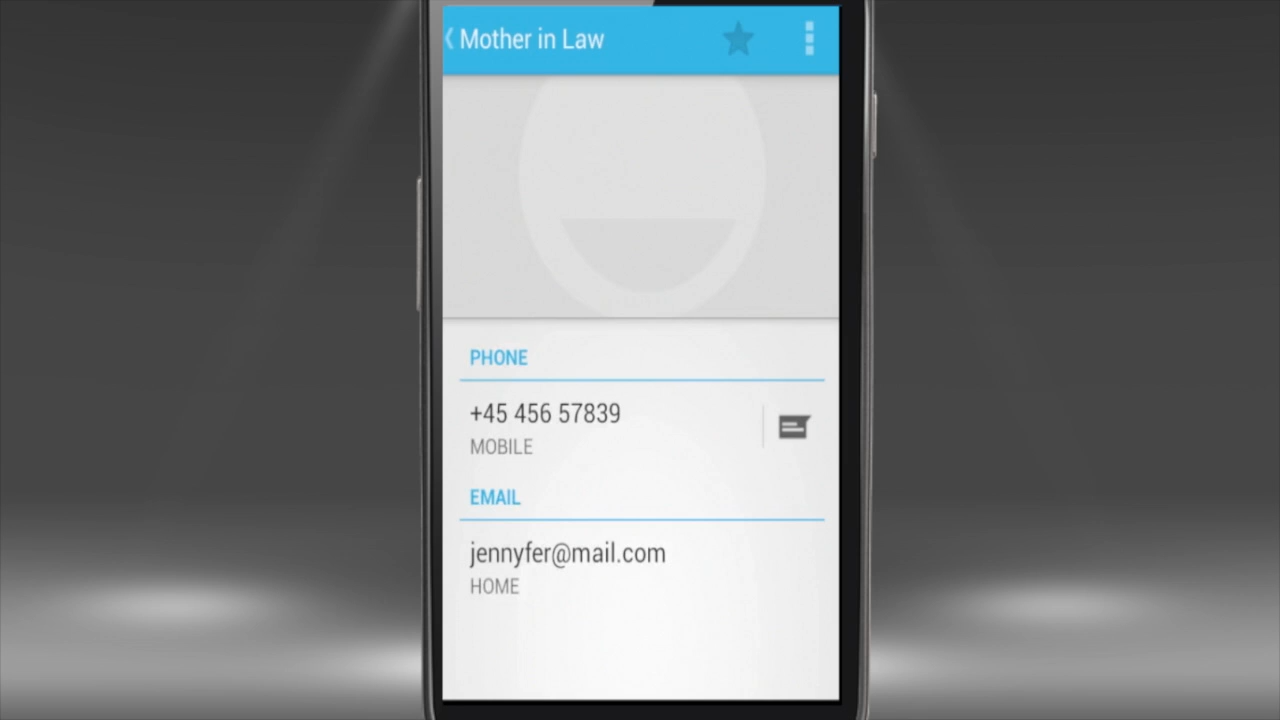 Mother in Law
PHONE
+45 456 57839
MOBILE
EMAIL
jennyfer@mail.com
HOME